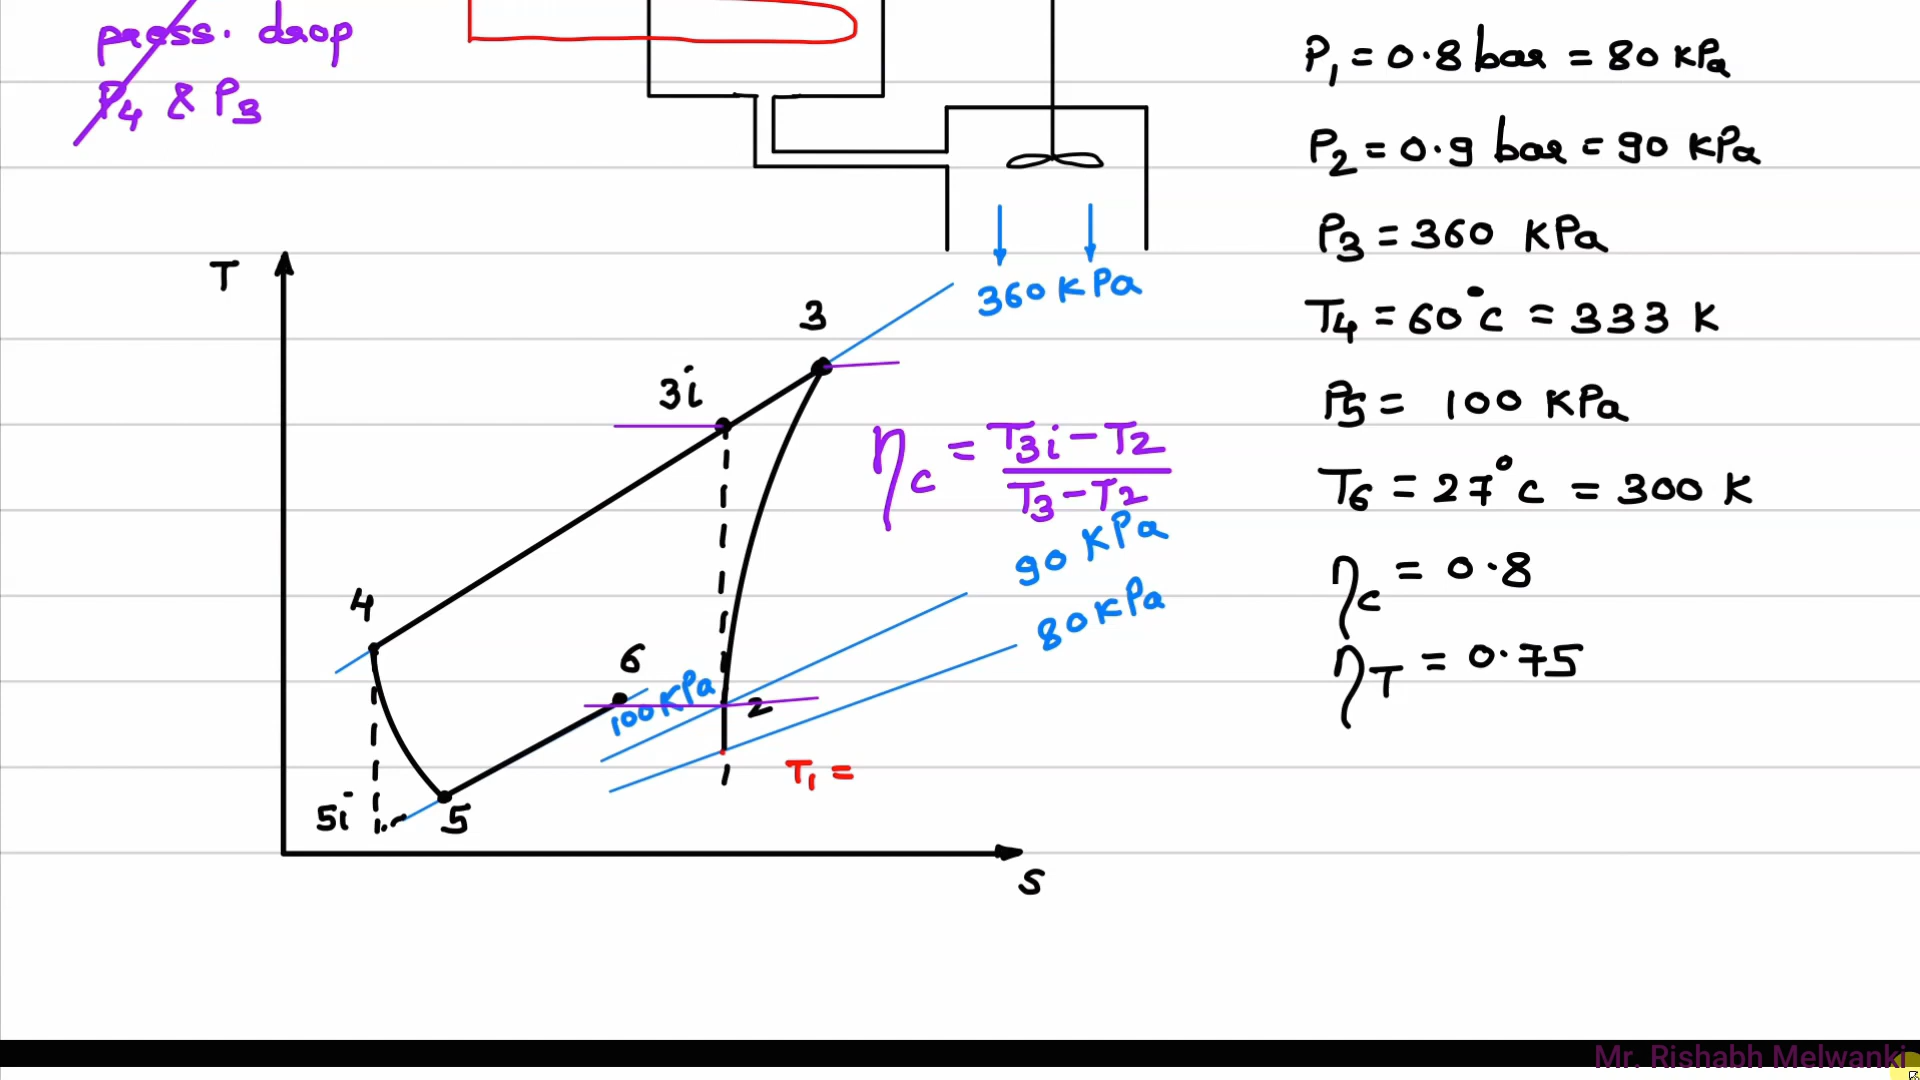 press. drop
P4 & P3
P1 = 0.8 bar = 80 kPa
P2 = 0.9 bar = 90 kPa
P3 = 360 kPa
T4 = 60°c = 333 K
P5 = 100 kPa
T6 = 27°c = 300 K
ηc = 0.8
ηT = 0.75
T
360 kPa
3
3i
ηc = T3i - T2 / T3 - T2
90 kPa
80 kPa
4
6
100 kPa
2
T1 =
5i
5
s
Mr. Rishabh Melwanki